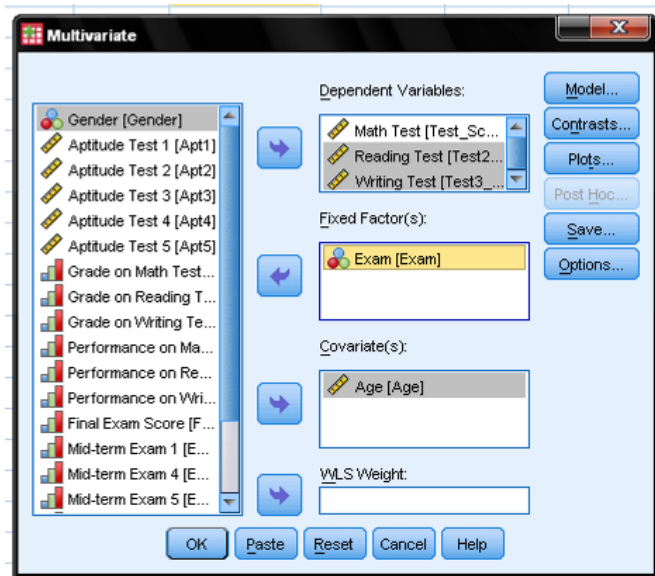 Multivariate
Gender [Gender]
Aptitude Test 1 [Apt1]
Aptitude Test 2 [Apt2]
Aptitude Test 3 [Apt3]
Aptitude Test 4 [Apt4]
Aptitude Test 5 [Apt5]
Grade on Math Test...
Grade on Reading T...
Grade on Writing Te...
Performance on Ma...
Performance on Re...
Performance on Wri...
Final Exam Score [F...
Mid-term Exam 1 [E...
Mid-term Exam 4 [E...
Mid-term Exam 5 [E...
Dependent Variables:
Math Test [Test_Sc...
Reading Test [Test2...
Writing Test [Test3_...
Fixed Factor(s):
Exam [Exam]
Covariate(s):
Age [Age]
WLS Weight:
Model...
Contrasts...
Plots...
Post Hoc...
Save...
Options...
OK Paste Reset Cancel Help